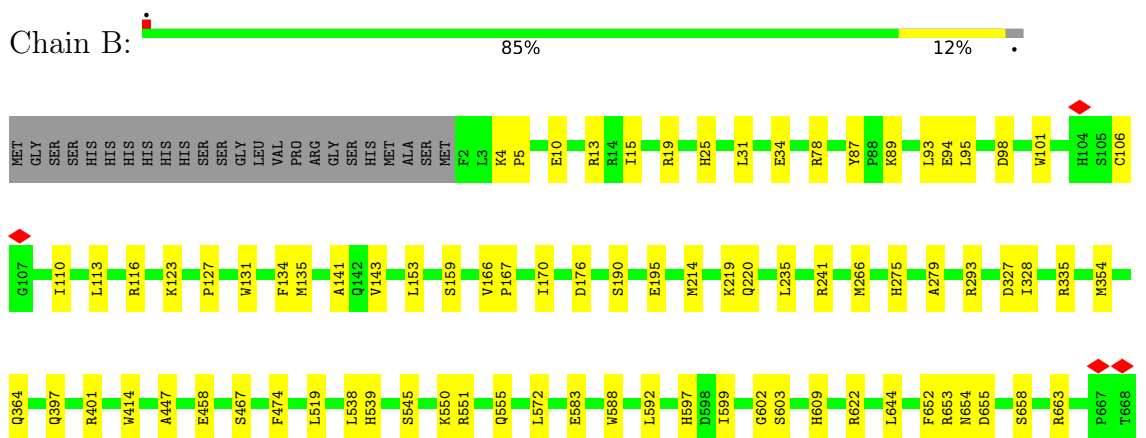 Chain B:
85% 12%
MET GLY SER SER HIS HIS HIS HIS HIS HIS SER SER GLY LEU VAL PRO ARG GLY SER HIS MET ALA SER MET F2 L3 K4 P5 E10 R13 R14 I15 R19 H25 L31 E34 R78 Y87 P88 K89 L93 E94 L95 D98 W101 H104 S105 C106
G107 I110 L113 R116 K123 P127 W131 F134 M135 A141 Q142 V143 L153 S159 V166 P167 I170 D176 S190 E195 M214 K219 Q220 L235 R241 M266 H275 A279 R293 D327 I328 R335 M354
Q364 Q397 R401 W414 A447 E458 S467 F474 L519 L538 H539 S545 K550 R551 Q555 L572 E583 W588 L592 H597 D598 I599 G602 S603 H609 R622 L644 F652 R653 N654 D655 S658 R663 P667 T668